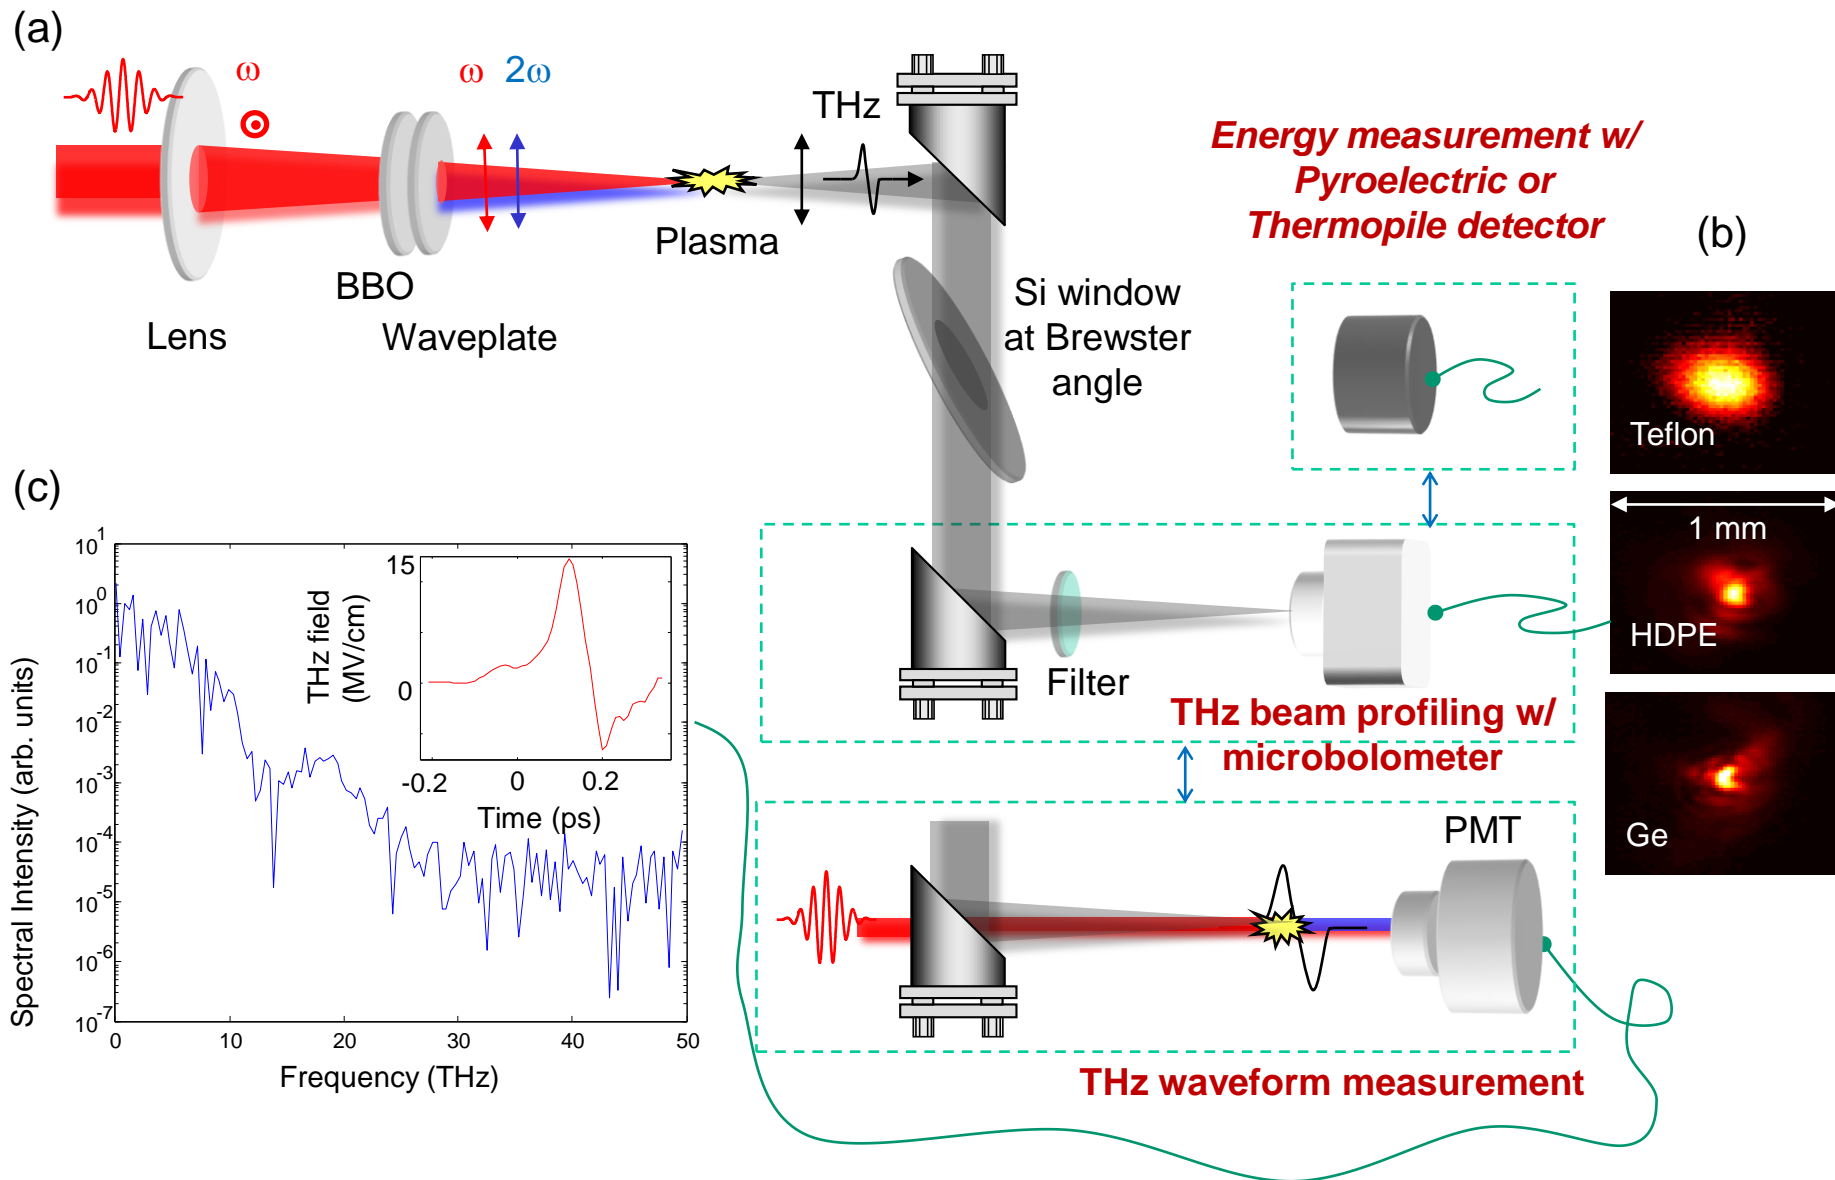 (a)
ω
ω
2ω
THz
Plasma
BBO
Lens
Waveplate
Si window
at Brewster
angle
Energy measurement w/
Pyroelectric or
Thermopile detector
(b)
Teflon
1 mm
HDPE
Ge
Filter
THz beam profiling w/
microbolometer
PMT
THz waveform measurement
(c)
Spectral Intensity (arb. units)
10^1
10^0
10^-1
10^-2
10^-3
10^-4
10^-5
10^-6
10^-7
0
10
20
30
40
50
Frequency (THz)
THz field
(MV/cm)
15
0
-0.2
0
0.2
Time (ps)